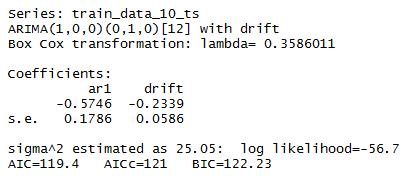 Series: train_data_10_ts
ARIMA(1,0,0)(0,1,0)[12] with drift
Box Cox transformation: lambda= 0.3586011
Coefficients:
ar1 drift
-0.5746 -0.2339
s.e. 0.1786 0.0586
sigma^2 estimated as 25.05: log likelihood=-56.7
AIC=119.4 AICc=121 BIC=122.23